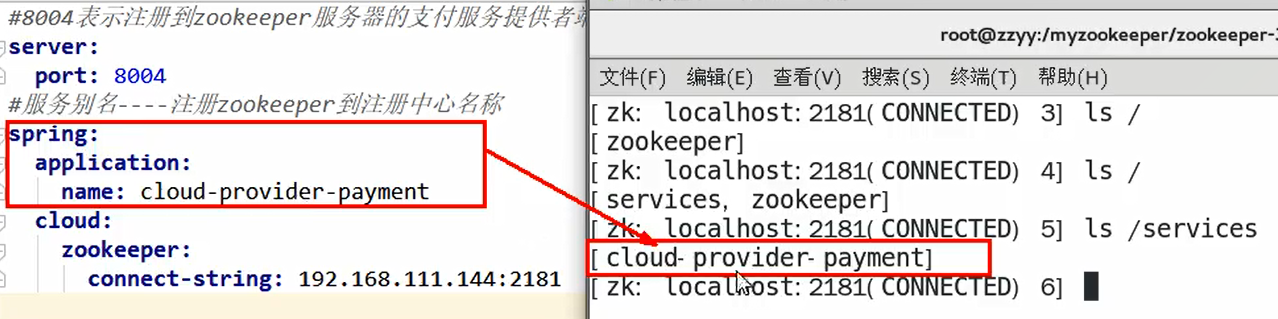 #8004表示注册到zookeeper服务器的支付服务提供者
server:
port: 8004
#服务别名----注册zookeeper到注册中心名称
spring:
application:
name: cloud-provider-payment
cloud:
zookeeper:
connect-string: 192.168.111.144:2181
root@zzyy:/myzookeeper/zookeeper-
文件(F) 编辑(E) 查看(V) 搜索(S) 终端(T) 帮助(H)
[ zk: localhost:2181( CONNECTED) 3] ls /
[ zookeeper]
[ zk: localhost:2181( CONNECTED) 4] ls /
[ services, zookeeper]
[ zk: localhost:2181( CONNECTED) 5] ls /services
[ cloud- provider- payment]
[ zk: localhost:2181( CONNECTED) 6]